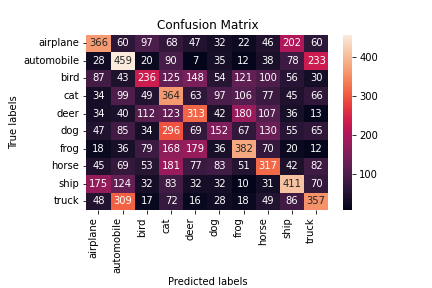 Confusion Matrix
airplane 366 60 97 68 47 32 22 46 202 60
automobile 28 459 20 90 7 35 12 38 78 233
bird 87 43 236 125 148 54 121 100 56 30
cat 34 99 49 364 63 97 106 77 45 66
deer 34 40 112 123 313 42 180 107 36 13
dog 47 85 34 296 69 152 67 130 55 65
frog 18 36 79 168 179 36 382 70 20 12
horse 45 69 53 181 77 83 51 317 42 82
ship 175 124 32 83 32 32 10 31 411 70
truck 48 309 17 72 16 28 18 49 86 357
airplane automobile bird cat deer dog frog horse ship truck
Predicted labels
True labels
400
300
200
100